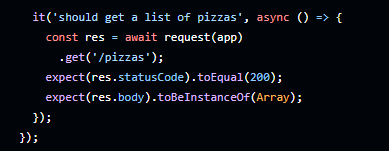 it('should get a list of pizzas', async () => {
const res = await request(app)
.get('/pizzas');
expect(res.statusCode).toEqual(200);
expect(res.body).toBeInstanceOf(Array);
});
});